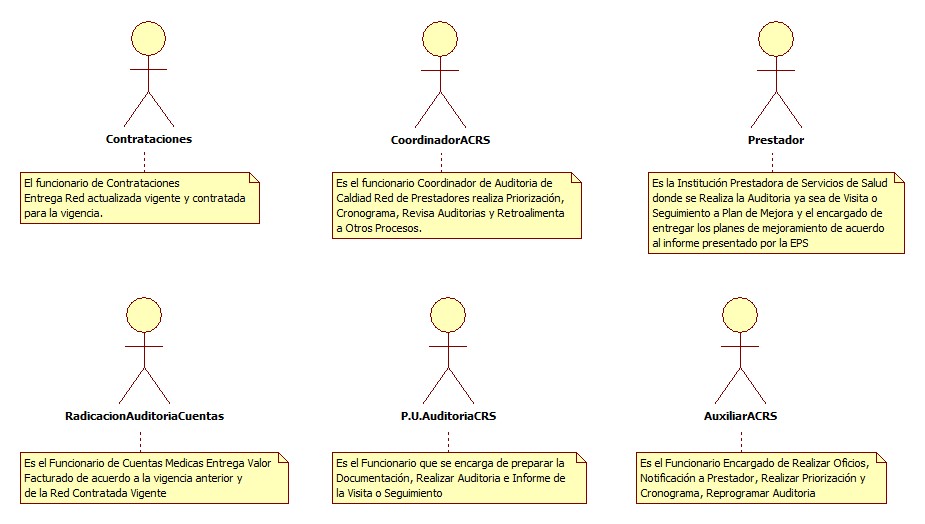 Contrataciones
El funcionario de Contrataciones
Entrega Red actualizada vigente y contratada
para la vigencia.
CoordinadorACRS
Es el funcionario Coordinador de Auditoria de
Caldiad Red de Prestadores realiza Priorización,
Cronograma, Revisa Auditorias y Retroalimenta
a Otros Procesos.
Prestador
Es la Institución Prestadora de Servicios de Salud
donde se Realiza la Auditoria ya sea de Visita o
Seguimiento a Plan de Mejora y el encargado de
entregar los planes de mejoramiento de acuerdo
al informe presentado por la EPS
RadicacionAuditoriaCuentas
Es el Funcionario de Cuentas Medicas Entrega Valor
Facturado de acuerdo a la vigencia anterior y
de la Red Contratada Vigente
P.U.AuditoriaCRS
Es el Funcionario que se encarga de preparar la
Documentación, Realizar Auditoria e Informe de
la Visita o Seguimiento
AuxiliarACRS
Es el Funcionario Encargado de Realizar Oficios,
Notificación a Prestador, Realizar Priorización y
Cronograma, Reprogramar Auditoria